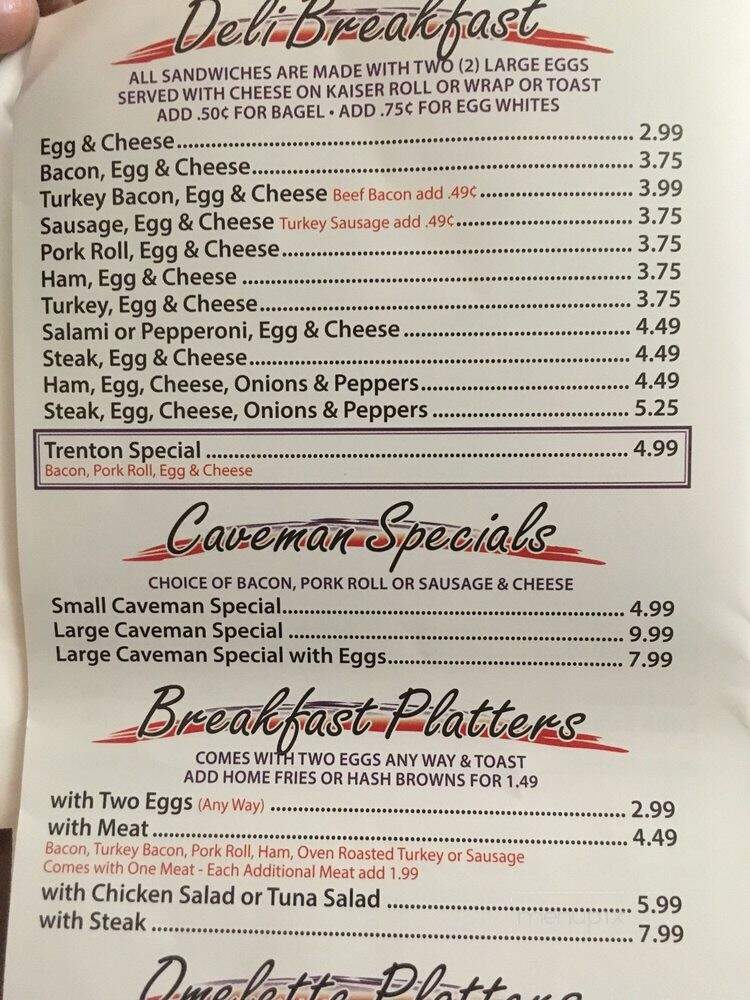 Deli Breakfast
ALL SANDWICHES ARE MADE WITH TWO (2) LARGE EGGS
SERVED WITH CHEESE ON KAISER ROLL OR WRAP OR TOAST
ADD .50¢ FOR BAGEL • ADD .75¢ FOR EGG WHITES
Egg & Cheese 2.99
Bacon, Egg & Cheese 3.75
Turkey Bacon, Egg & Cheese Beef Bacon add .49¢ 3.99
Sausage, Egg & Cheese Turkey Sausage add .49¢ 3.75
Pork Roll, Egg & Cheese 3.75
Ham, Egg & Cheese 3.75
Turkey, Egg & Cheese 3.75
Salami or Pepperoni, Egg & Cheese 4.49
Steak, Egg & Cheese 4.49
Ham, Egg, Cheese, Onions & Peppers 4.49
Steak, Egg, Cheese, Onions & Peppers 5.25
Trenton Special 4.99
Bacon, Pork Roll, Egg & Cheese
Caveman Specials
CHOICE OF BACON, PORK ROLL OR SAUSAGE & CHEESE
Small Caveman Special 4.99
Large Caveman Special 9.99
Large Caveman Special with Eggs 7.99
Breakfast Platters
COMES WITH TWO EGGS ANY WAY & TOAST
ADD HOME FRIES OR HASH BROWNS FOR 1.49
with Two Eggs (Any Way) 2.99
with Meat 4.49
Bacon, Turkey Bacon, Pork Roll, Ham, Oven Roasted Turkey or Sausage
Comes with One Meat - Each Additional Meat add 1.99
with Chicken Salad or Tuna Salad 5.99
with Steak 7.99
Omelette Platters